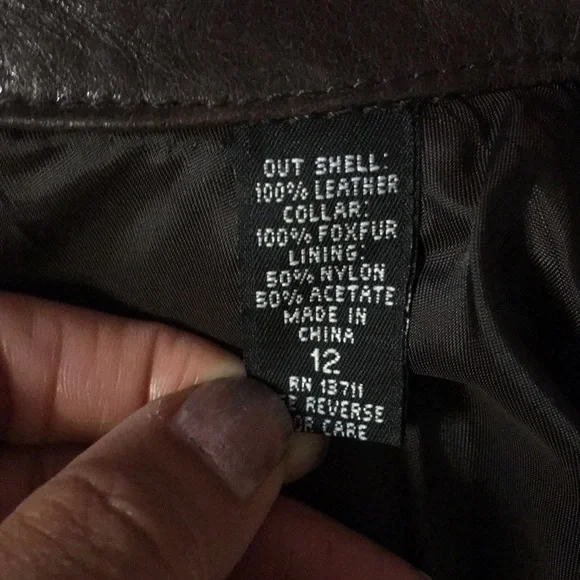 OUT SHELL:
100% LEATHER
COLLAR:
100% FOXFUR
LINING:
50% NYLON
50% ACETATE
MADE IN
CHINA
12
RN 13711
REVERSE
CARE